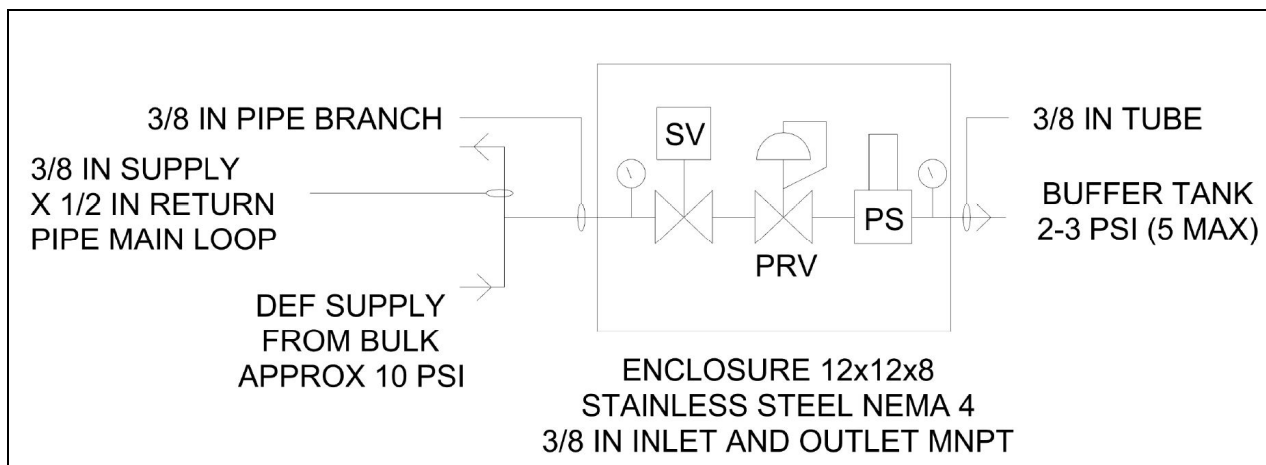 3/8 IN PIPE BRANCH
3/8 IN SUPPLY
X 1/2 IN RETURN
PIPE MAIN LOOP
DEF SUPPLY
FROM BULK
APPROX 10 PSI
SV
PRV
PS
3/8 IN TUBE
BUFFER TANK
2-3 PSI (5 MAX)
ENCLOSURE 12x12x8
STAINLESS STEEL NEMA 4
3/8 IN INLET AND OUTLET MNPT